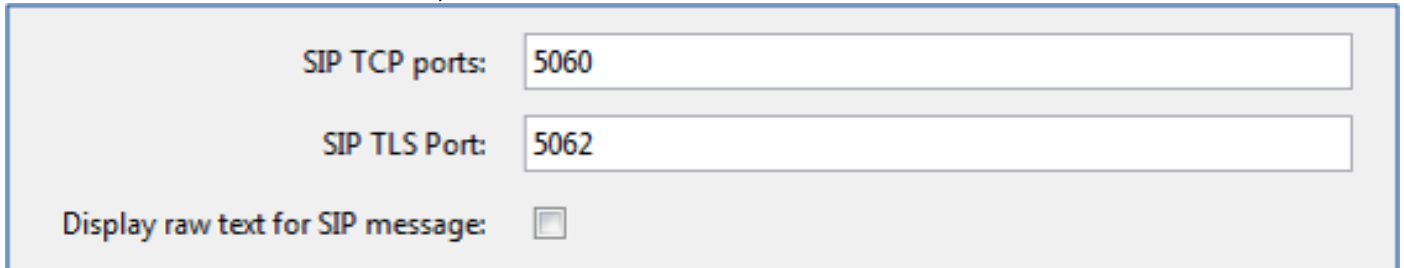 SIP TCP ports: 5060
SIP TLS Port: 5062
Display raw text for SIP message: